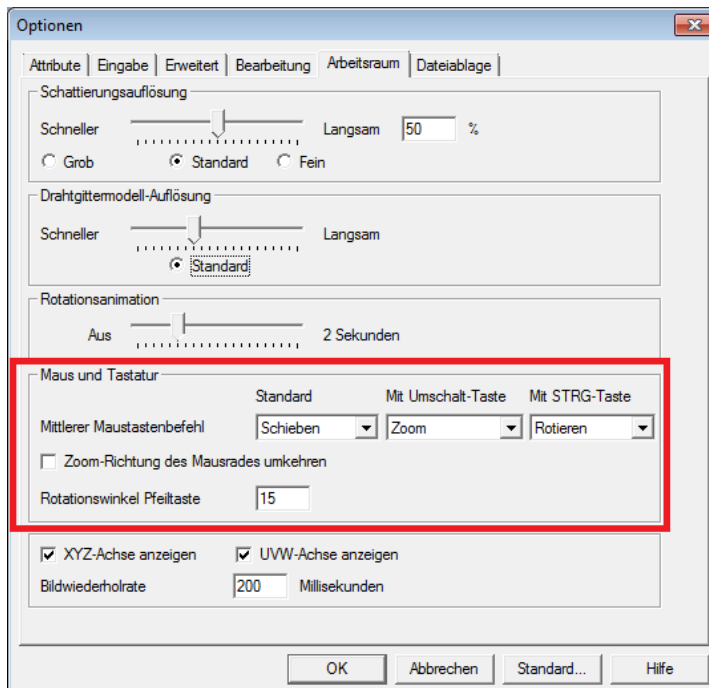 Optionen
Attribute Eingabe Erweitert Bearbeitung Arbeitsraum Dateiablage
Schattierungsauflösung
Schneller Langsam 50 %
Grob Standard Fein
Drahtgittermodell-Auflösung
Schneller Langsam
Standard
Rotationsanimation
Aus 2 Sekunden
Maus und Tastatur
Standard Mit Umschalt-Taste Mit STRG-Taste
Mittlerer Maustastenbefehl Schieben Zoom Rotieren
Zoom-Richtung des Mausrades umkehren
Rotationswinkel Pfeiltaste 15
XYZ-Achse anzeigen UVW-Achse anzeigen
Bildwiederholrate 200 Millisekunden
OK Abbrechen Standard... Hilfe